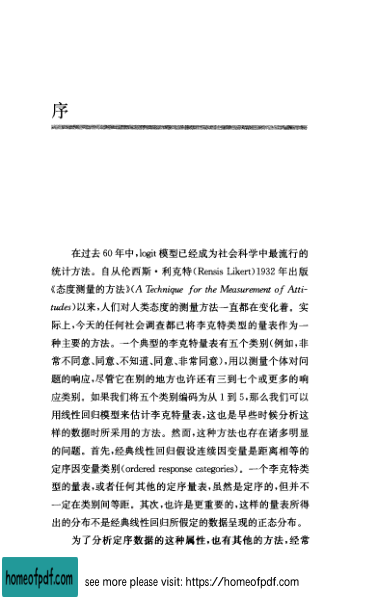 序
在过去 60 年中,logit 模型已经成为社会科学中最流行的
统计方法。自从伦西斯·利克特(Rensis Likert)1932 年出版
《态度测量的方法》(A Technique for the Measurement of Atti-
tudes)以来,人们对人类态度的测量方法一直都在变化着。实
际上,今天的任何社会调查都已将李克特类型的量表作为一
种主要的方法。一个典型的李克特量表有五个类别(例如,非
常不同意、同意、不知道、同意、非常同意),用以测量个体对问
题的响应,尽管它在别的地方也许还有三到七个或更多的响
应类别。如果我们将五个类别编码为从 1 到 5,那么我们可以
用线性回归模型来估计李克特量表,这也是早些时候分析这
样的数据时所采用的方法。然而,这种方法也存在诸多明显
的问题。首先,经典线性回归假设连续因变量是距离相等的
定序因变量类别(ordered response categories)。一个李克特类
型的量表,或者任何其他的定序量表,虽然是定序的,但并不
一定在类别间等距。其次,也许是更重要的,这样的量表所得
出的分布不是经典线性回归所假定的数据呈现的正态分布。
为了分析定序数据的这种属性,也有其他的方法,经常
homeofpdf.com
see more please visit: https://homeofpdf.com